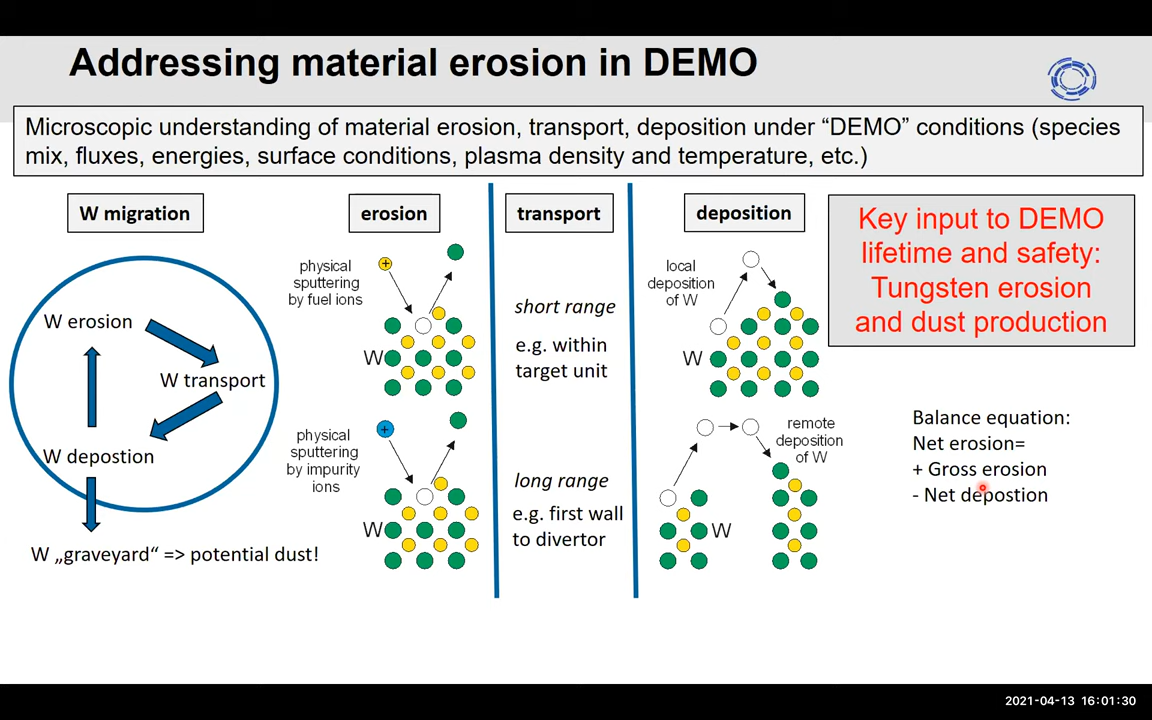 Addressing material erosion in DEMO
Microscopic understanding of material erosion, transport, deposition under “DEMO” conditions (species
mix, fluxes, energies, surface conditions, plasma density and temperature, etc.)
W migration
W erosion
W transport
W depostion
W „graveyard“ => potential dust!
erosion
physical
sputtering
by fuel ions
+
W
physical
sputtering
by impurity
ions
+
W
transport
short range
e.g. within
target unit
long range
e.g. first wall
to divertor
deposition
local
deposition
of W
W
remote
deposition
of W
W
Key input to DEMO
lifetime and safety:
Tungsten erosion
and dust production
Balance equation:
Net erosion=
+ Gross erosion
- Net depostion
2021-04-13 16:01:30